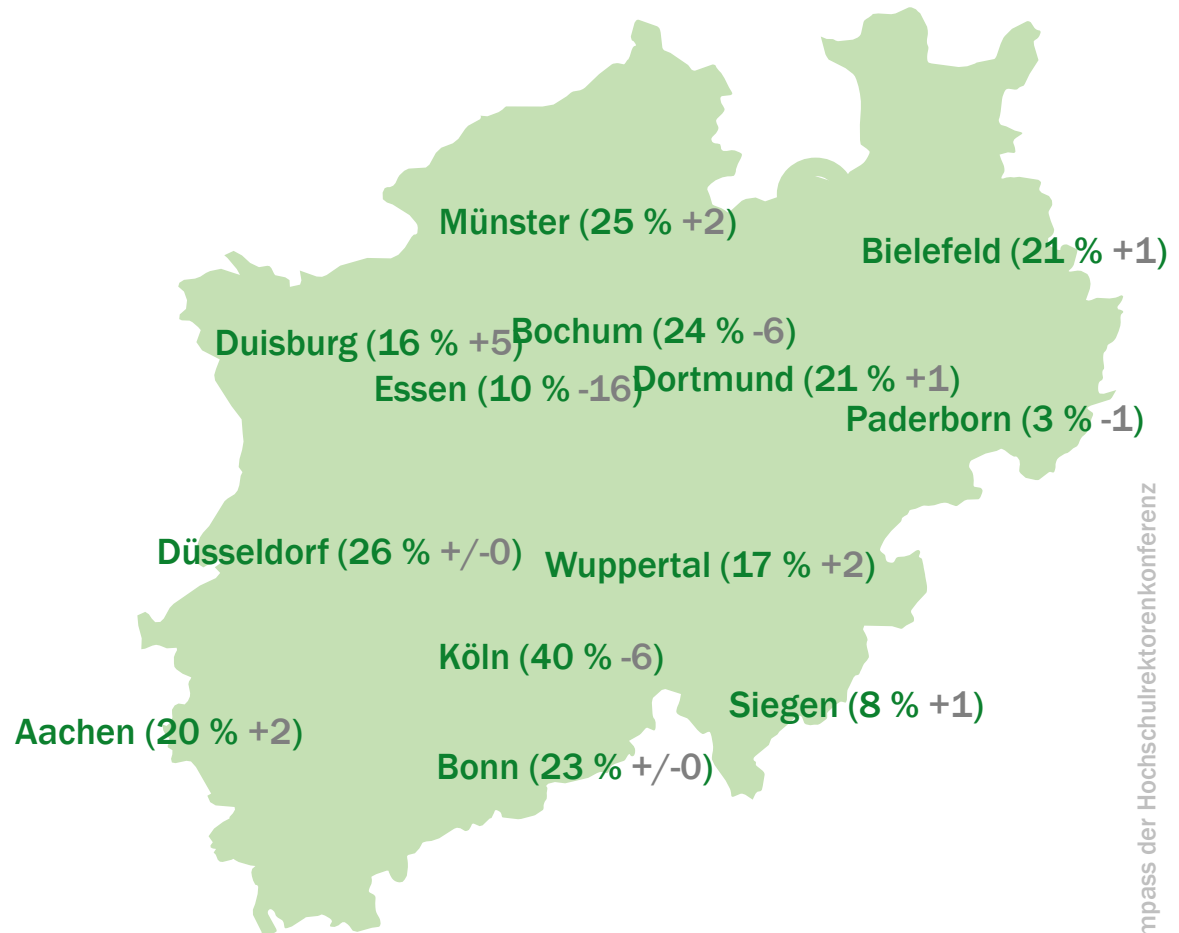 Münster (25 % +2)
Bielefeld (21 % +1)
Bochum (24 % -6)
Duisburg (16 % +5)
Dortmund (21 % +1)
Essen (10 % -16)
Paderborn (3 % -1)
Düsseldorf (26 % +/-0)
Wuppertal (17 % +2)
Köln (40 % -6)
Siegen (8 % +1)
Aachen (20 % +2)
Bonn (23 % +/-0)
mpass der Hochschulrektorenkonferenz